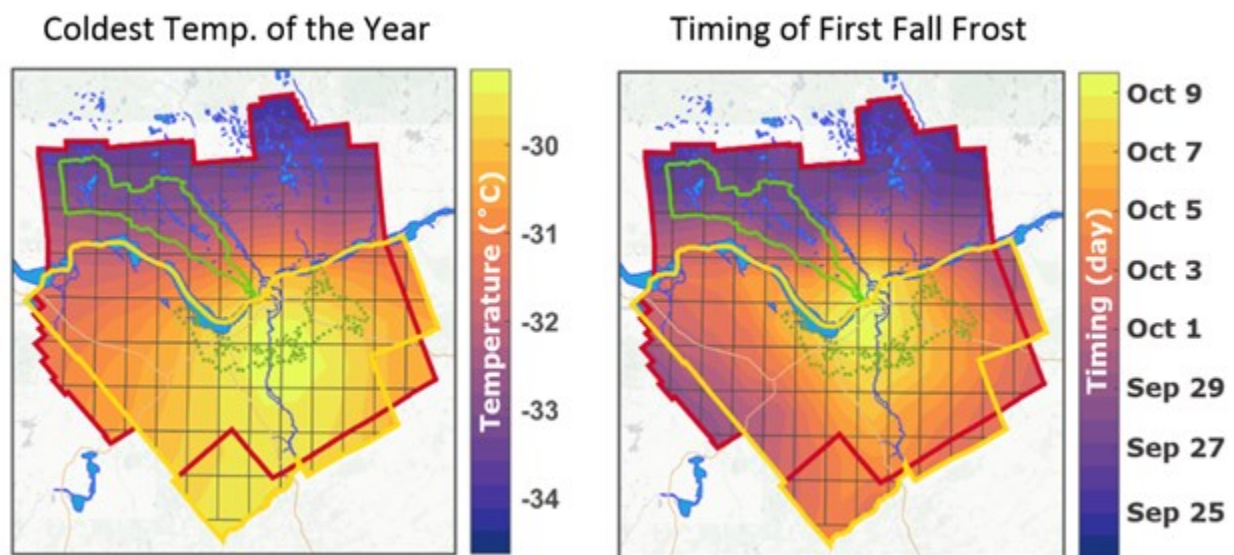 Coldest Temp. of the Year
-30
-31
-32
-33
-34
Temperature (°C)
Timing of First Fall Frost
Oct 9
Oct 7
Oct 5
Oct 3
Oct 1
Sep 29
Sep 27
Sep 25
Timing (day)